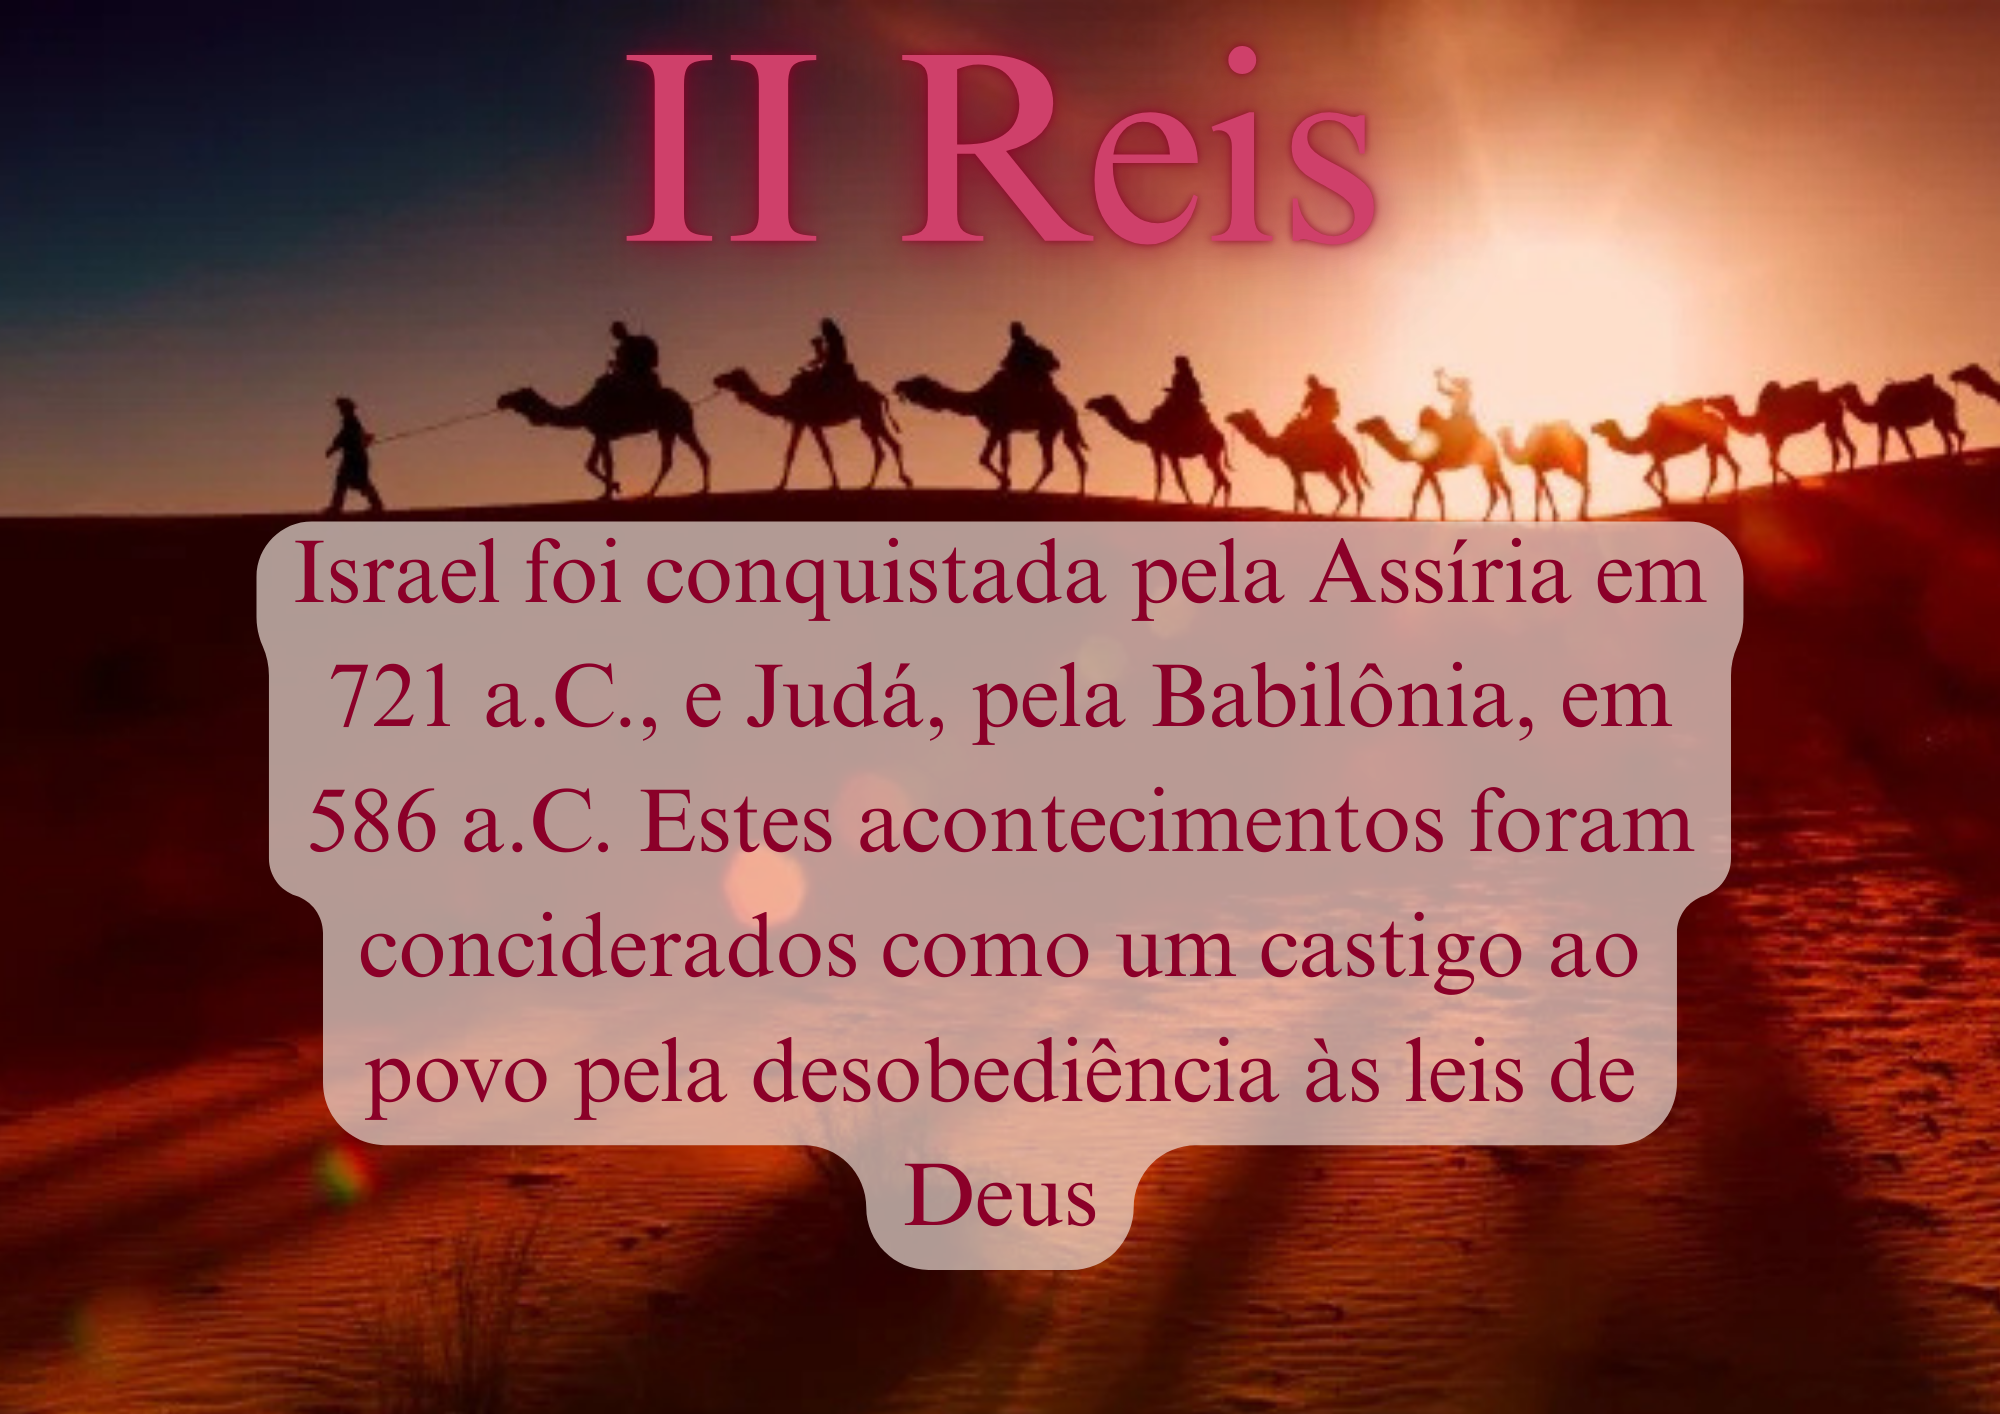 II Reis
Israel foi conquistada pela Assíria em
721 a.C., e Judá, pela Babilônia, em
586 a.C. Estes acontecimentos foram
conciderados como um castigo ao
povo pela desobediência às leis de
Deus